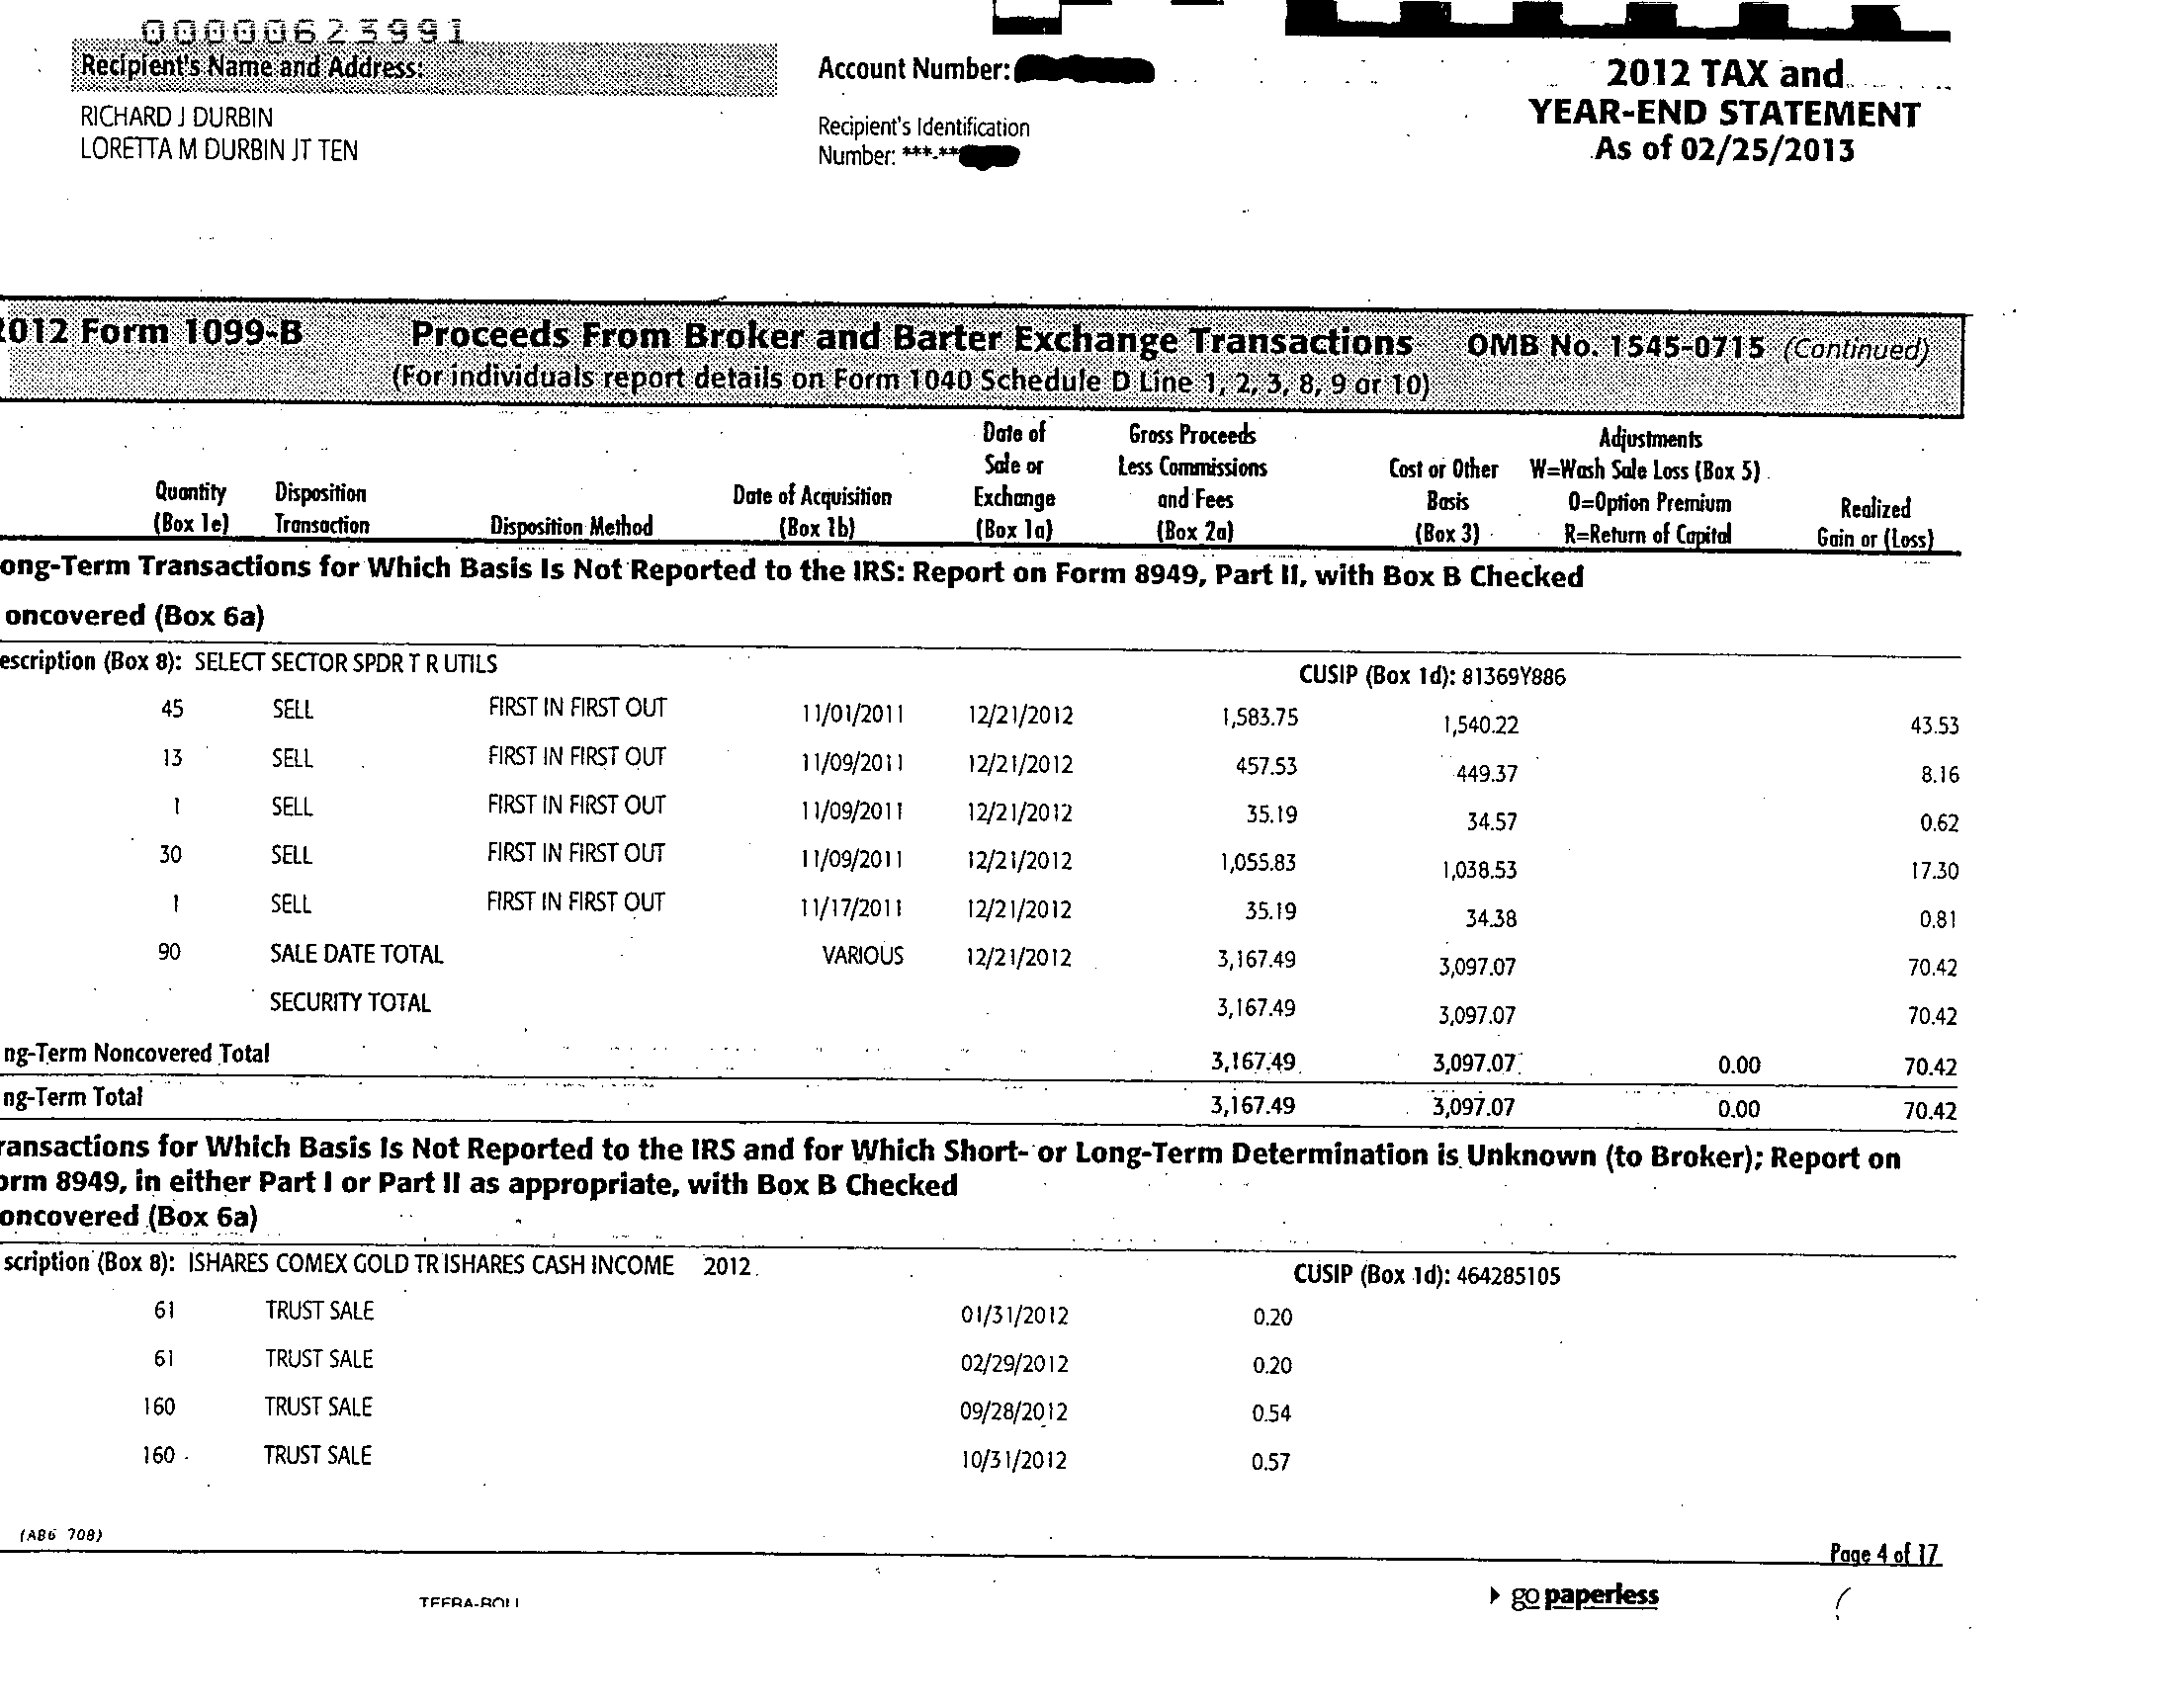 00000623991
Recipient's Name and Address:
RICHARD J DURBIN
LORETTA M DURBIN JT TEN
Account Number:
Recipient's Identification
Number: ***-**
2012 TAX and
YEAR-END STATEMENT
As of 02/25/2013
2012 Form 1099-B Proceeds From Broker and Barter Exchange Transactions OMB No. 1545-0715 (Continued)
(For individuals report details on Form 1040 Schedule D Line 1, 2, 3, 8, 9 or 10)
Quantity
(Box 1e)
Disposition
Transaction
Disposition Method
Date of Acquisition
(Box 1b)
Date of
Sale or
Exchange
(Box 1a)
Gross Proceeds
Less Commissions
and Fees
(Box 2a)
Cost or Other
Basis
(Box 3)
Adjustments
W=Wash Sale Loss (Box 5)
O=Option Premium
R=Return of Capital
Realized
Gain or (Loss)
ong-Term Transactions for Which Basis Is Not Reported to the IRS: Report on Form 8949, Part II, with Box B Checked
oncovered (Box 6a)
escription (Box 8): SELECT SECTOR SPDR T R UTILS CUSIP (Box 1d): 81369Y886
45 SELL FIRST IN FIRST OUT 11/01/2011 12/21/2012 1,583.75 1,540.22 43.53
13 SELL FIRST IN FIRST OUT 11/09/2011 12/21/2012 457.53 449.37 8.16
1 SELL FIRST IN FIRST OUT 11/09/2011 12/21/2012 35.19 34.57 0.62
30 SELL FIRST IN FIRST OUT 11/09/2011 12/21/2012 1,055.83 1,038.53 17.30
1 SELL FIRST IN FIRST OUT 11/17/2011 12/21/2012 35.19 34.38 0.81
90 SALE DATE TOTAL VARIOUS 12/21/2012 3,167.49 3,097.07 70.42
SECURITY TOTAL 3,167.49 3,097.07 70.42
ng-Term Noncovered Total 3,167.49 3,097.07 0.00 70.42
ng-Term Total 3,167.49 3,097.07 0.00 70.42
ransactions for Which Basis Is Not Reported to the IRS and for Which Short- or Long-Term Determination is Unknown (to Broker); Report on
orm 8949, in either Part I or Part II as appropriate, with Box B Checked
oncovered (Box 6a)
scription (Box 8): ISHARES COMEX GOLD TR ISHARES CASH INCOME 2012 CUSIP (Box 1d): 464285105
61 TRUST SALE 01/31/2012 0.20
61 TRUST SALE 02/29/2012 0.20
160 TRUST SALE 09/28/2012 0.54
160 TRUST SALE 10/31/2012 0.57
(AB6 708)
Page 4 of 17
go paperless